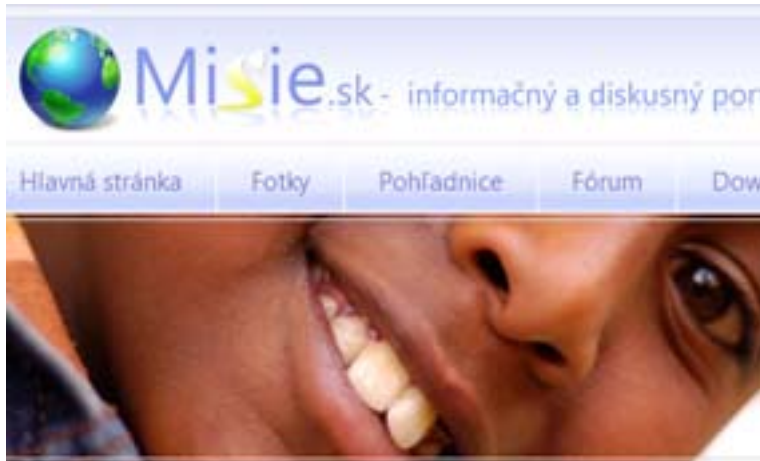 Misie.sk - informačný a diskusný por
Hlavná stránka Fotky Pohľadnice Fórum Dow